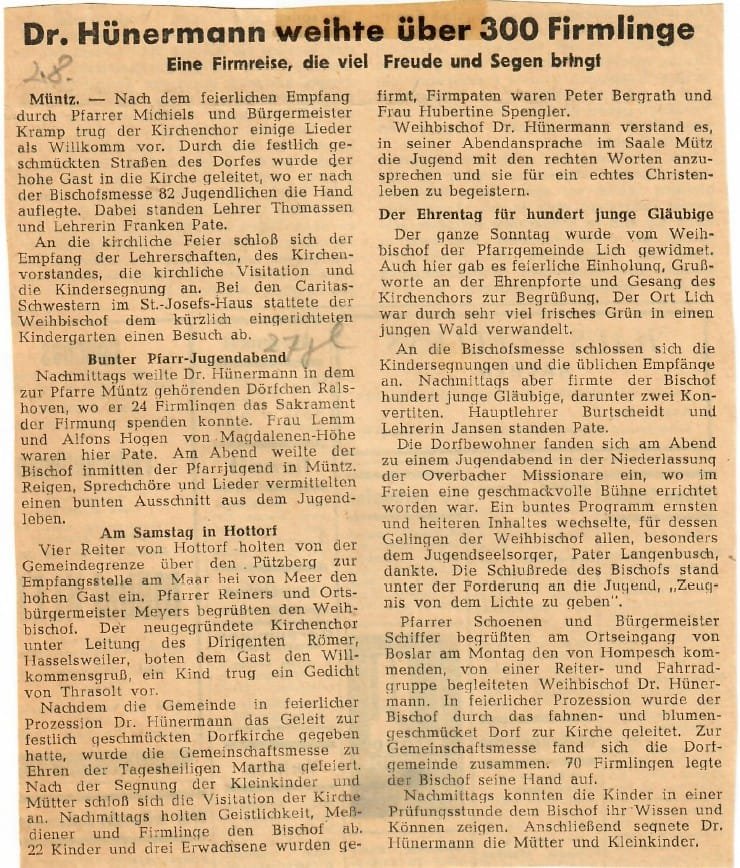 Dr. Hünermann weihte über 300 Firmlinge
Eine Firmreise, die viel Freude und Segen bringt
2.8.
Müntz. — Nach dem feierlichen Empfang
durch Pfarrer Michiels und Bürgermeister
Kramp trug der Kirchenchor einige Lieder
als Willkomm vor. Durch die festlich ge-
schmückten Straßen des Dorfes wurde der
hohe Gast in die Kirche geleitet, wo er nach
der Bischofsmesse 82 Jugendlichen die Hand
auflegte. Dabei standen Lehrer Thomassen
und Lehrerin Franken Pate.
An die kirchliche Feier schloß sich der
Empfang der Lehrerschaften, des Kirchen-
vorstandes, die kirchliche Visitation und
die Kindersegnung an. Bei den Caritas-
Schwestern im St.-Josefs-Haus stattete der
Weihbischof dem kürzlich eingerichteten
Kindergarten einen Besuch ab.
Bunter Pfarr-Jugendabend
Nachmittags weilte Dr. Hünermann in dem
zur Pfarre Müntz gehörenden Dörfchen Rals-
hoven, wo er 24 Firmlingen das Sakrament
der Firmung spenden konnte. Frau Lemm
und Alfons Hogen von Magdalenen-Höhe
waren hier Pate. Am Abend weilte der
Bischof inmitten der Pfarrjugend in Müntz.
Reigen, Sprechchöre und Lieder vermittelten
einen bunten Ausschnitt aus dem Jugend-
leben.
Am Samstag in Hottorf
Vier Reiter von Hottorf holten von der
Gemeindegrenze über den Pützberg zur
Empfangsstelle am Maar bei von Meer den
hohen Gast ein. Pfarrer Reiners und Orts-
bürgermeister Meyers begrüßten den Weih-
bischof. Der neugegründete Kirchenchor
unter Leitung des Dirigenten Römer,
Hasselsweiler, boten dem Gast den Will-
kommensgruß, ein Kind trug ein Gedicht
von Thrasolt vor.
Nachdem die Gemeinde in feierlicher
Prozession Dr. Hünermann das Geleit zur
festlich geschmückten Dorfkirche gegeben
hatte, wurde die Gemeinschaftsmesse zu
Ehren der Tagesheiligen Martha gefeiert.
Nach der Segnung der Kleinkinder und
Mütter schloß sich die Visitation der Kirche
an. Nachmittags holten Geistlichkeit, Meß-
diener und Firmlinge den Bischof ab.
22 Kinder und drei Erwachsene wurden ge-
firmt, Firmpaten waren Peter Bergrath und
Frau Hubertine Spengler.
Weihbischof Dr. Hünermann verstand es,
in seiner Abendansprache im Saale Mütz
die Jugend mit den rechten Worten anzu-
sprechen und sie für ein echtes Christen-
leben zu begeistern.
Der Ehrentag für hundert junge Gläubige
Der ganze Sonntag wurde vom Weih-
bischof der Pfarrgemeinde Lich gewidmet.
Auch hier gab es feierliche Einholung, Gruß-
worte an der Ehrenpforte und Gesang des
Kirchenchors zur Begrüßung. Der Ort Lich
war durch sehr viel frisches Grün in einen
jungen Wald verwandelt.
An die Bischofsmesse schlossen sich die
Kindersegnungen und die üblichen Empfänge
an. Nachmittags aber firmte der Bischof
hundert junge Gläubige, darunter zwei Kon-
vertiten. Hauptlehrer Burtscheidt und
Lehrerin Jansen standen Pate.
Die Dorfbewohner fanden sich am Abend
zu einem Jugendabend in der Niederlassung
der Overbacher Missionare ein, wo im
Freien eine geschmackvolle Bühne errichtet
worden war. Ein buntes Programm ernsten
und heiteren Inhaltes wechselte, für dessen
Gelingen der Weihbischof allen, besonders
dem Jugendseelsorger, Pater Langenbusch,
dankte. Die Schlußrede des Bischofs stand
unter der Forderung an die Jugend, „Zeug-
nis von dem Lichte zu geben".
Pfarrer Schoenen und Bürgermeister
Schiffer begrüßten am Ortseingang von
Boslar am Montag den von Hompesch kom-
menden, von einer Reiter- und Fahrrad-
gruppe begleiteten Weihbischof Dr. Hüner-
mann. In feierlicher Prozession wurde der
Bischof durch das fahnen- und blumen-
geschmücket Dorf zur Kirche geleitet. Zur
Gemeinschaftsmesse fand sich die Dorf-
gemeinde zusammen. 70 Firmlingen legte
der Bischof seine Hand auf.
Nachmittags konnten die Kinder in einer
Prüfungsstunde dem Bischof ihr Wissen und
Können zeigen. Anschließend segnete Dr.
Hünermann die Mütter und Kleinkinder.